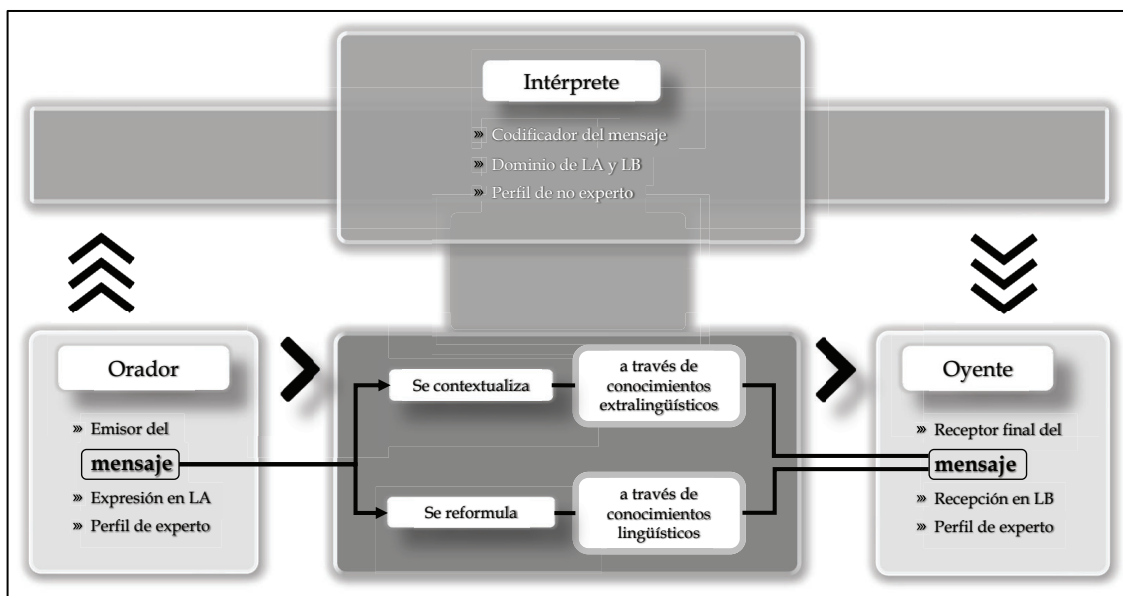 Intérprete
»» Codificador del mensaje
»» Dominio de LA y LB
»» Perfil de no experto
Orador
»» Emisor del
mensaje
»» Expresión en LA
»» Perfil de experto
Se contextualiza
a través de
conocimientos
extralingüísticos
Se reformula
a través de
conocimientos
lingüísticos
Oyente
»» Receptor final del
mensaje
»» Recepción en LB
»» Perfil de experto